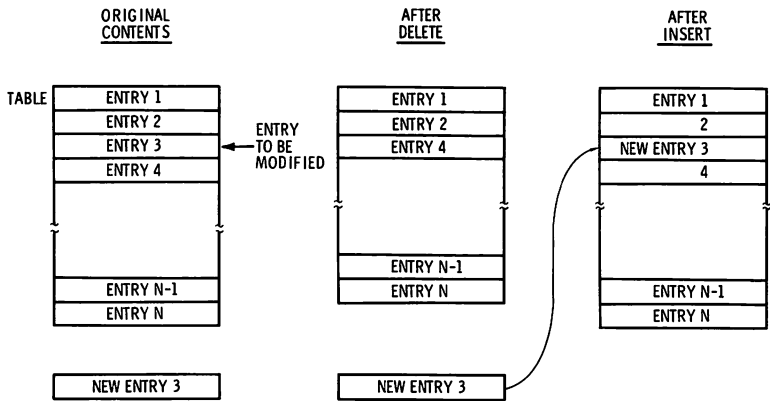 ORIGINAL
CONTENTS
AFTER
DELETE
AFTER
INSERT
TABLE
ENTRY 1
ENTRY 2
ENTRY 3
ENTRY 4
ENTRY N-1
ENTRY N
NEW ENTRY 3
ENTRY
TO BE
MODIFIED
ENTRY 1
ENTRY 2
ENTRY 4
ENTRY N-1
ENTRY N
NEW ENTRY 3
ENTRY 1
2
NEW ENTRY 3
4
ENTRY N-1
ENTRY N